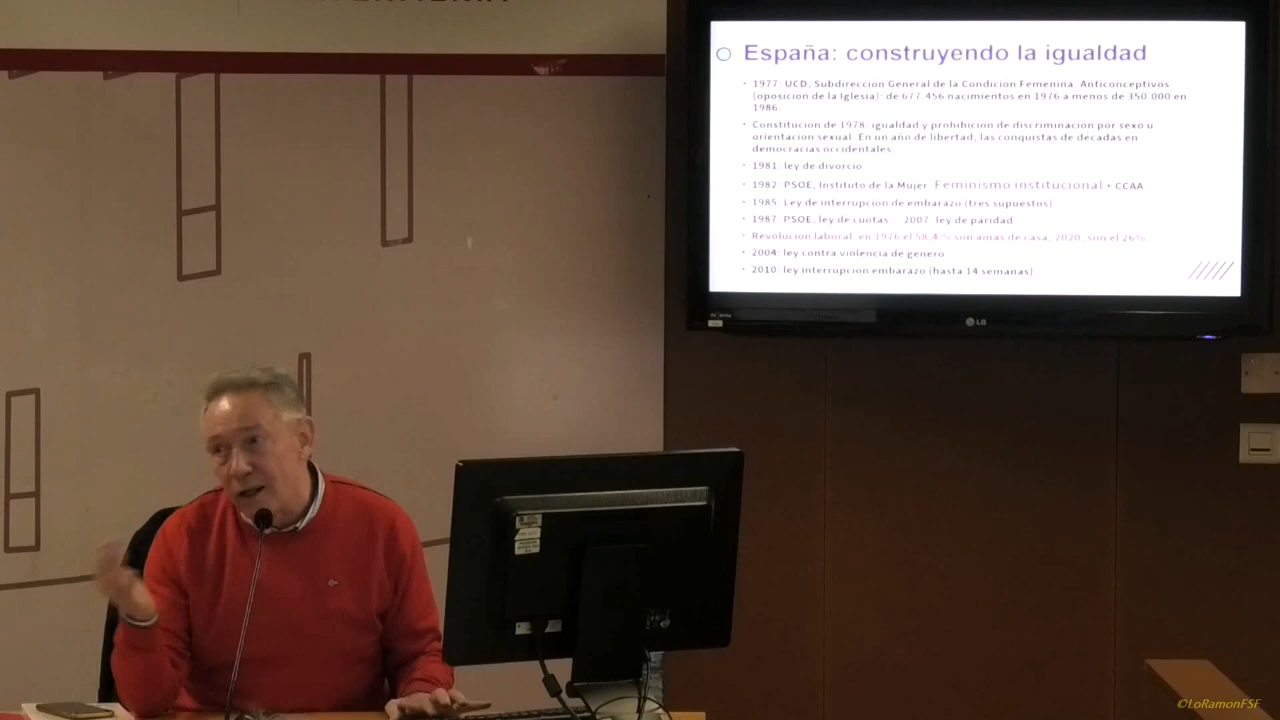 España: construyendo la igualdad
• 1977: UCD, Subdirección General de la Condición Femenina. Anticonceptivos
(oposición de la Iglesia): de 677.456 nacimientos en 1976 a menos de 350.000 en
1986.
• Constitución de 1978: igualdad y prohibición de discriminación por sexo u
orientación sexual. En un año de libertad, las conquistas de decadas en
democracias occidentales
• 1981: ley de divorcio
• 1982: PSOE, Instituto de la Mujer Feminismo institucional + CCAA
• 1985: Ley de interrupcion de embarazo (tres supuestos)
• 1987: PSOE, ley de cuotas 2007: ley de paridad
• Revolucion laboral: en 1976 el 58.4 % son amas de casa, 2020, son el 26%
• 2004: ley contra violencia de genero
• 2010: ley interrupcion embarazo (hasta 14 semanas)
LG
©LoRamonFSF